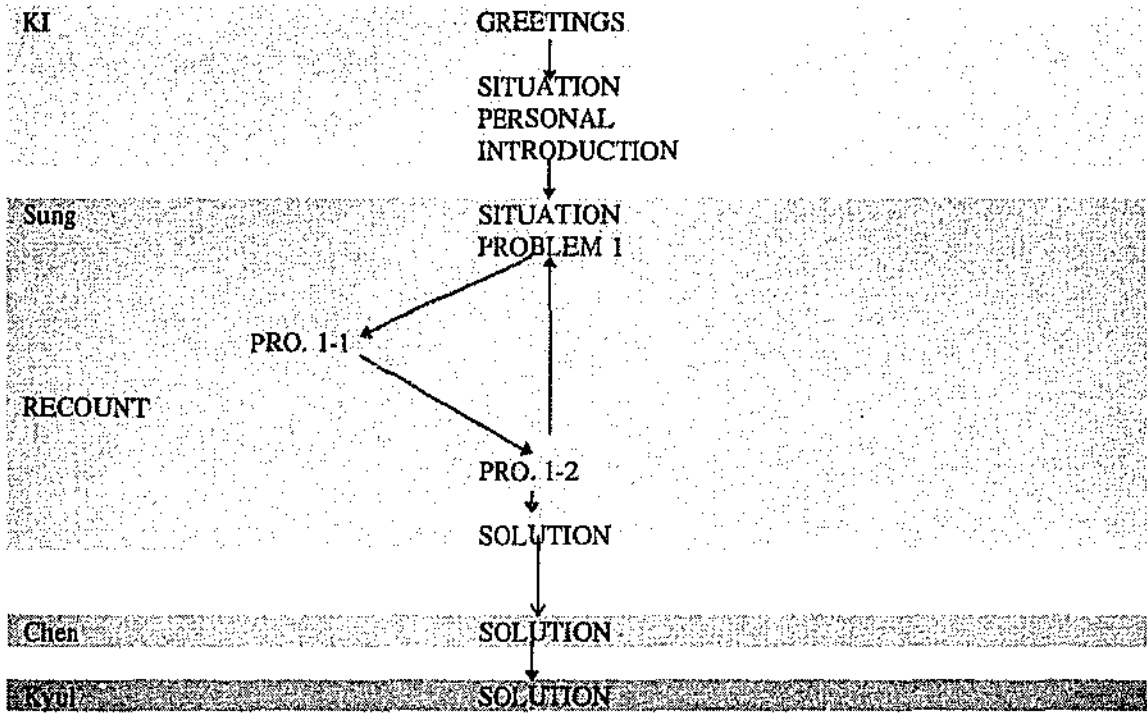 KI GREETINGS
SITUATION
PERSONAL
INTRODUCTION
Sung SITUATION
PROBLEM 1
PRO. 1-1
RECOUNT
PRO. 1-2
SOLUTION
Chen SOLUTION
Kyul SOLUTION